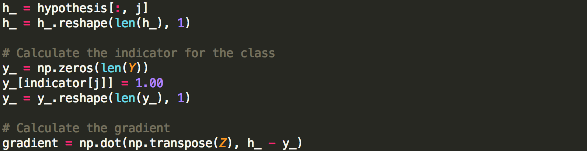 h_ = hypothesis[:, j]
h_ = h_.reshape(len(h_), 1)
# Calculate the indicator for the class
y_ = np.zeros(len(Y))
y_[indicator[j]] = 1.00
y_ = y_.reshape(len(y_), 1)
# Calculate the gradient
gradient = np.dot(np.transpose(Z), h_ - y_)